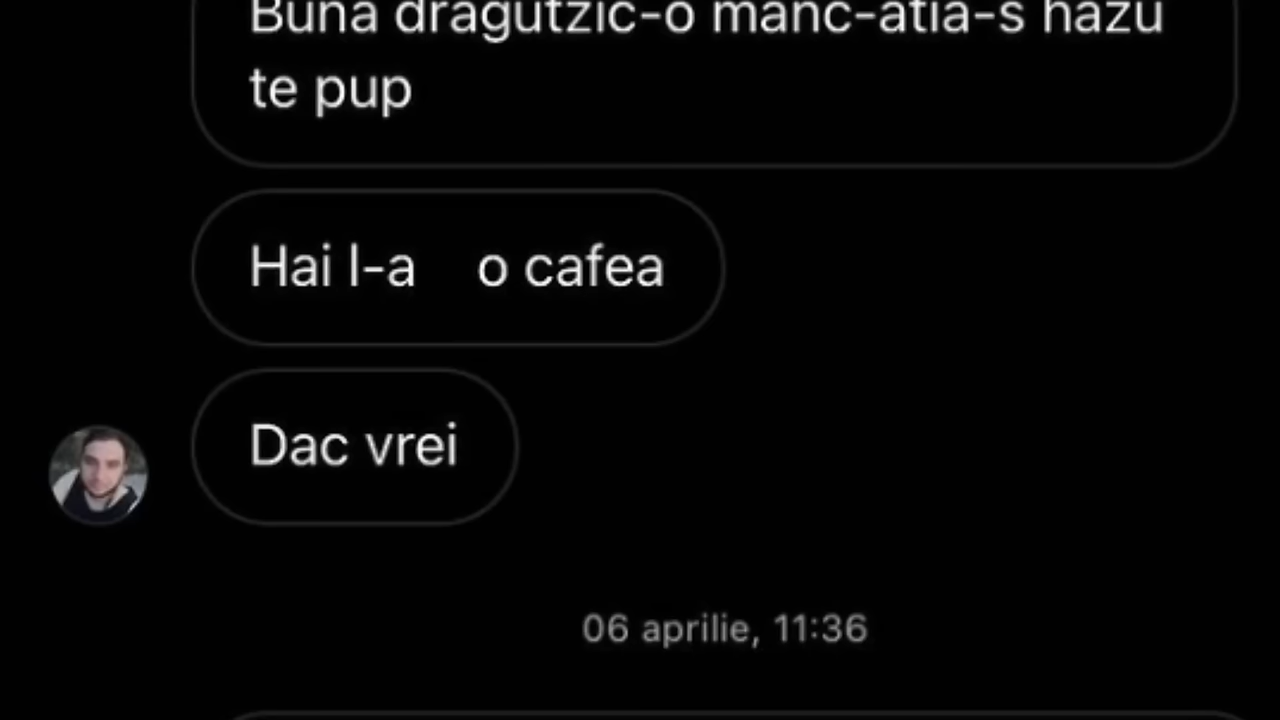 Buna dragutzic-o manc-atia-s hazu
te pup
Hai l-a o cafea
Dac vrei
06 aprilie, 11:36